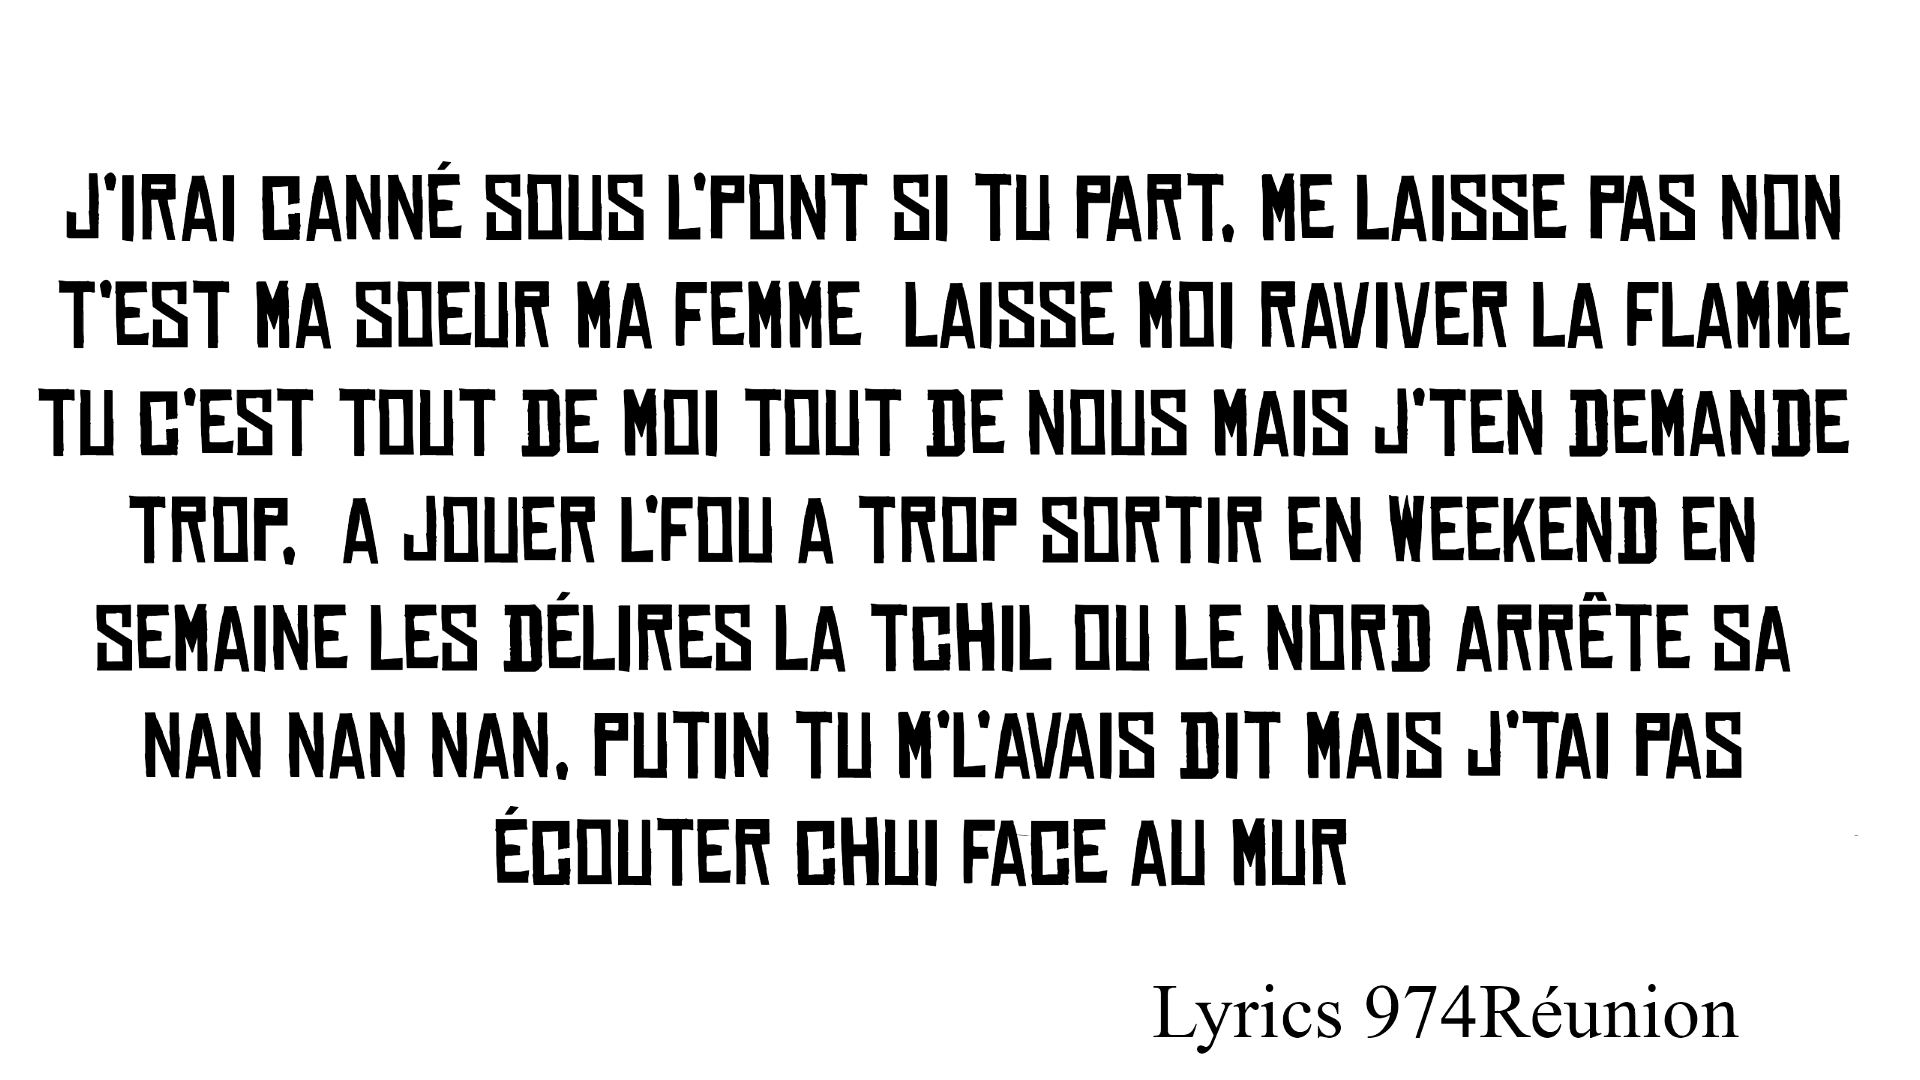 J'IRAI CANNÉ SOUS L'PONT SI TU PART. ME LAISSE PAS NON
T'EST MA SOEUR MA FEMME  LAISSE MOI RAVIVER LA FLAMME
TU C'EST TOUT DE MOI TOUT DE NOUS MAIS J'TEN DEMANDE
TROP.  A JOUER L'FOU A TROP SORTIR EN WEEKEND EN
SEMAINE LES DÉLIRES LA TCHIL OU LE NORD ARRÊTE SA
NAN NAN NAN. PUTIN TU M'L'AVAIS DIT MAIS J'TAI PAS
ÉCOUTER CHUI FACE AU MUR
Lyrics 974Réunion